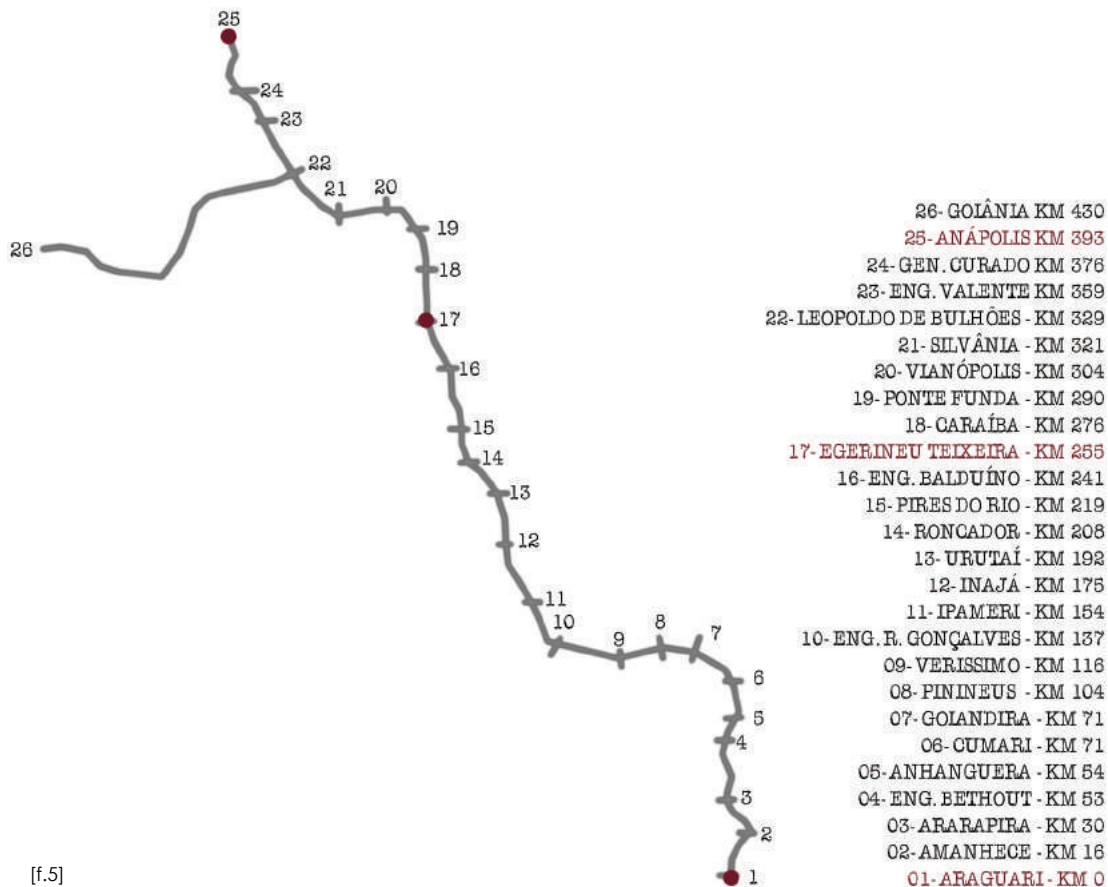 25
24
23
22
21
20
19
26
18
17
16
15
14
13
12
11
10
9
8
7
6
5
4
3
2
1
26-GOIÂNIA KM 430
25-ANÁPOLIS KM 393
24-GEN. CURADO KM 376
23-ENG. VALENTE KM 359
22-LEOPOLDO DE BULHÕES-KM 329
21-SILVÂNIA-KM 321
20-VIANÓPOLIS-KM 304
19-PONTE FUNDA-KM 290
18-CARAÍBA-KM 276
17-EGERINEU TEIXEIRA-KM 255
16-ENG. BALDUÍNO-KM 241
15-PIRES DO RIO-KM 219
14-RONCADOR-KM 208
13-URUTAÍ-KM 192
12-INAJÁ-KM 175
11-IPAMERI-KM 154
10-ENG. R. GONÇALVES-KM 137
09-VERISSIMO-KM 116
08-PININEUS-KM 104
07-GOIANDIRA-KM 71
06-CUMARI-KM 71
05-ANHANGUERA-KM 54
04-ENG. BETHOUT-KM 53
03-ARARAPIRA-KM 30
02-AMANHECE-KM 16
01-ARAGUARI-KM 0
[f.5]